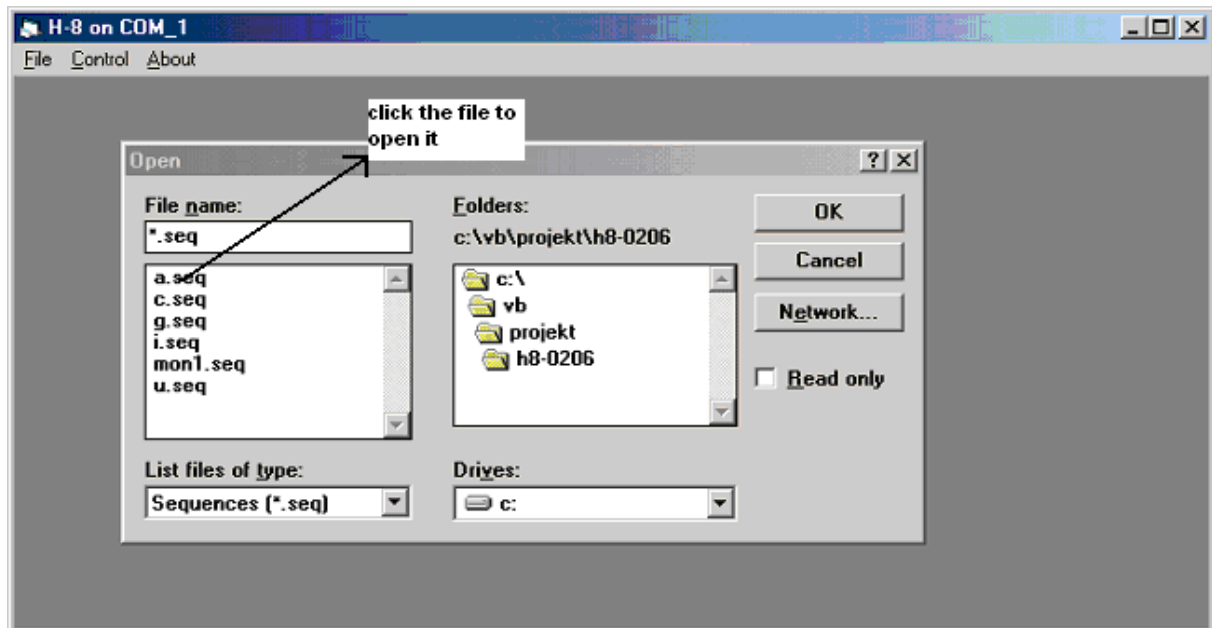 H-8 on COM_1
File Control About
click the file to
open it
Open
File name:
*.seq
a.seq
c.seq
g.seq
i.seq
mon1.seq
u.seq
List files of type:
Sequences (*.seq)
Folders:
c:\vb\projekt\h8-0206
c:\
vb
projekt
h8-0206
Drives:
c:
OK
Cancel
Network...
Read only